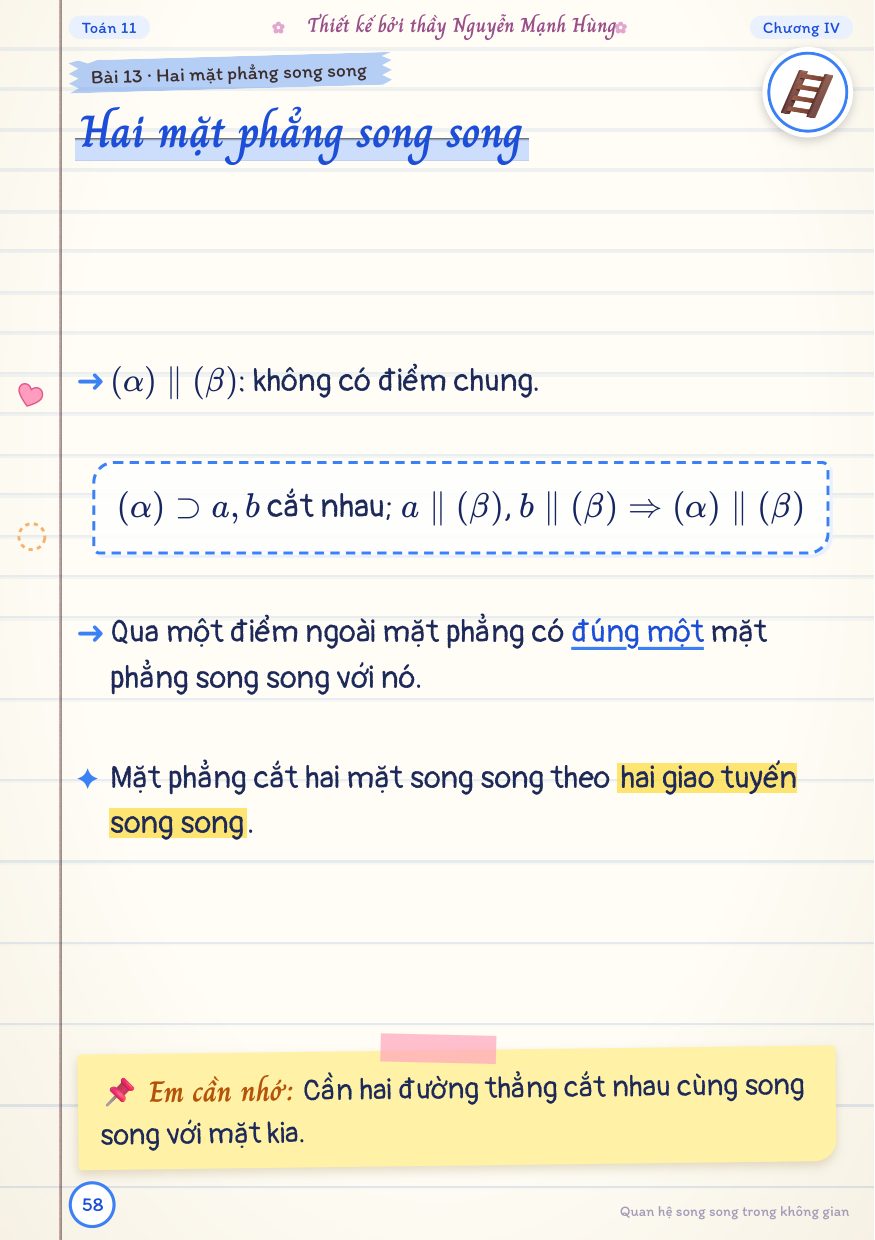 Toán 11
Thiết kế bởi thầy Nguyễn Mạnh Hùng
Chương IV
Bài 13 · Hai mặt phẳng song song
Hai mặt phẳng song song
→ (α) ∥ (β): không có điểm chung.
(α) ⊃ a, b cắt nhau; a ∥ (β), b ∥ (β) ⇒ (α) ∥ (β)
→ Qua một điểm ngoài mặt phẳng có đúng một mặt
phẳng song song với nó.
✦ Mặt phẳng cắt hai mặt song song theo hai giao tuyến
song song.
📌 Em cần nhớ: Cần hai đường thẳng cắt nhau cùng song
song với mặt kia.
58
Quan hệ song song trong không gian